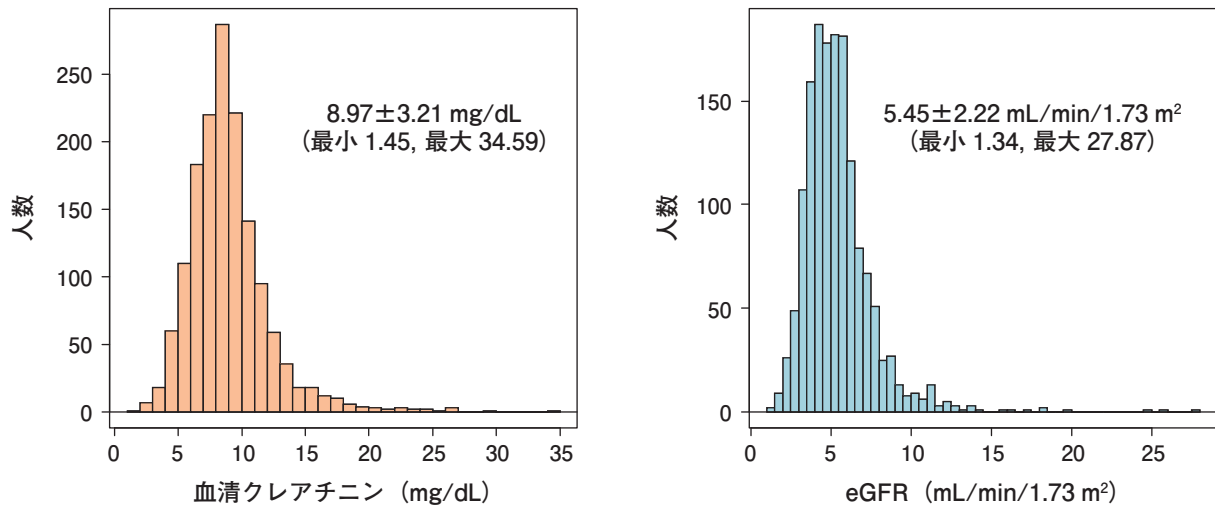 人数
250
200
150
100
50
0
8.97±3.21 mg/dL
（最小 1.45, 最大 34.59）
0 5 10 15 20 25 30 35
血清クレアチニン（mg/dL）
人数
150
100
50
0
5.45±2.22 mL/min/1.73 m²
（最小 1.34, 最大 27.87）
0 5 10 15 20 25
eGFR（mL/min/1.73 m²）